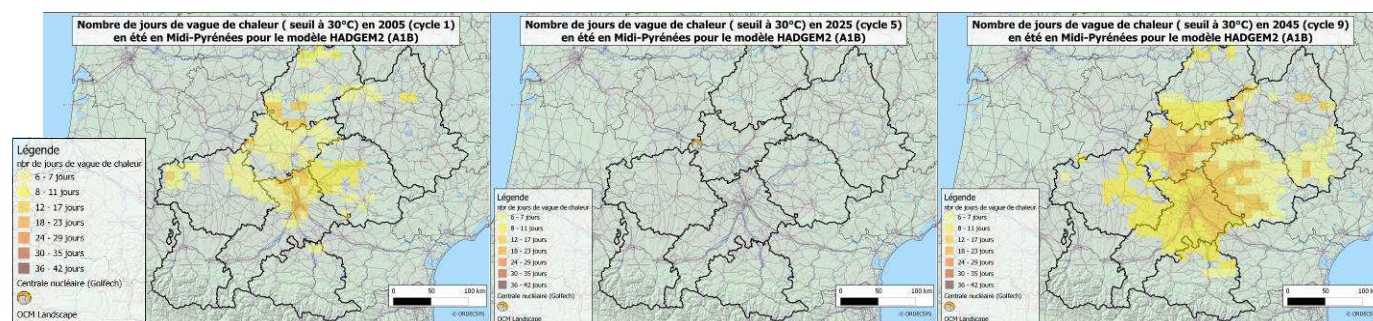 Nombre de jours de vague de chaleur ( seuil à 30°C) en 2005 (cycle 1)
en été en Midi-Pyrénées pour le modèle HADGEM2 (A1B)
Légende
nbr de jours de vague de chaleur
6 - 7 jours
8 - 11 jours
12 - 17 jours
18 - 23 jours
24 - 29 jours
30 - 35 jours
36 - 42 jours
Centrale nucléaire (Golfech)
OCM Landscape
0 50 100 km
© ORDECSYS
Nombre de jours de vague de chaleur ( seuil à 30°C) en 2025 (cycle 5)
en été en Midi-Pyrénées pour le modèle HADGEM2 (A1B)
Légende
nbr de jours de vague de chaleur
6 - 7 jours
8 - 11 jours
12 - 17 jours
18 - 23 jours
24 - 29 jours
30 - 35 jours
36 - 42 jours
Centrale nucléaire (Golfech)
OCM Landscape
0 50 100 km
© ORDECSYS
Nombre de jours de vague de chaleur ( seuil à 30°C) en 2045 (cycle 9)
en été en Midi-Pyrénées pour le modèle HADGEM2 (A1B)
Légende
nbr de jours de vague de chaleur
6 - 7 jours
8 - 11 jours
12 - 17 jours
18 - 23 jours
24 - 29 jours
30 - 35 jours
36 - 42 jours
Centrale nucléaire (Golfech)
OCM Landscape
0 50 100 km
© ORDECSYS